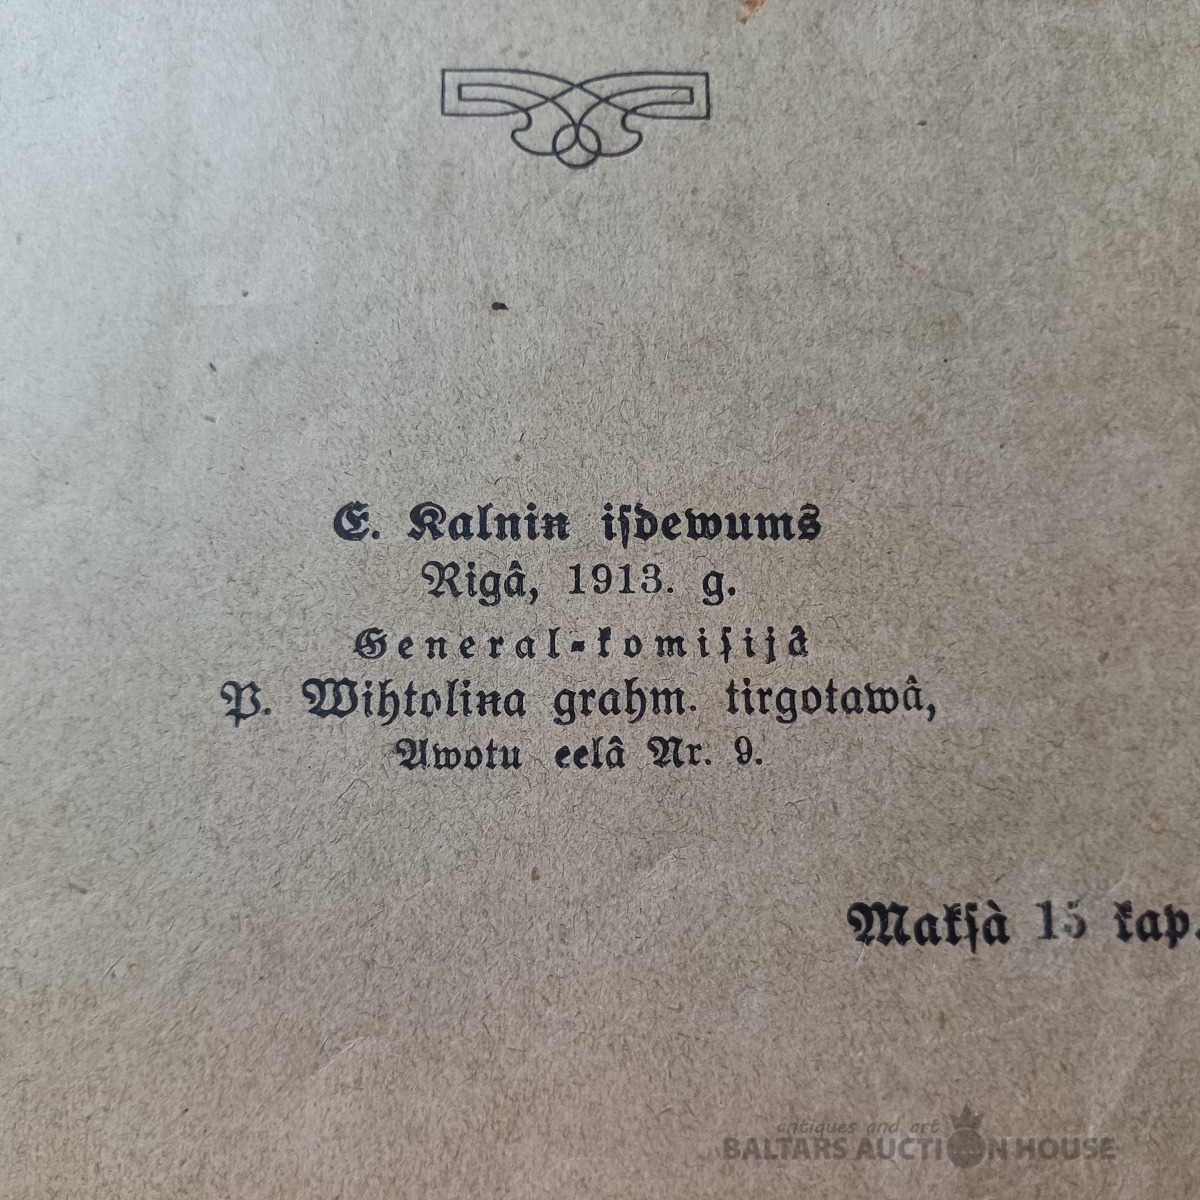 E. Kalnin iſdewums
Rigâ, 1913. g.
General-komiſijâ
P. Wihtolina grahm. tirgotawâ,
Awotu eelâ Nr. 9.
Makſà 15 kap.
antiques and art
BALTARS AUCTION HOUSE